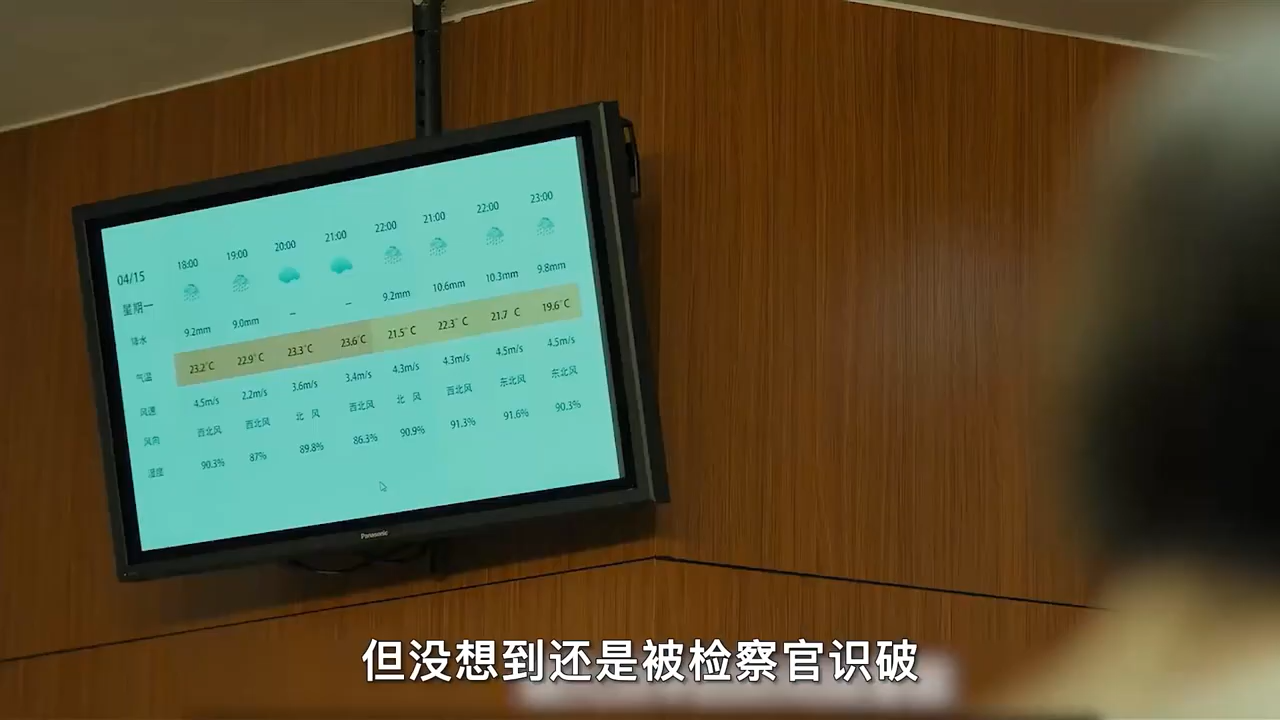 18:00 19:00 20:00 21:00 22:00 21:00 22:00 23:00
04/15
星期一
降水 9.2mm 9.0mm – – 9.2mm 10.6mm 10.3mm 9.8mm
气温 23.2°C 22.9°C 23.3°C 23.6°C 21.5°C 22.3°C 21.7 C 19.6°C
风速 4.5m/s 2.2m/s 3.6m/s 3.4m/s 4.3m/s 4.3m/s 4.5m/s 4.5m/s
风向 西北风 西北风 北 风 西北风 北 风 西北风 东北风 东北风
湿度 90.3% 87% 89.8% 86.3% 90.9% 91.3% 91.6% 90.3%
Panasonic
但没想到还是被检察官识破